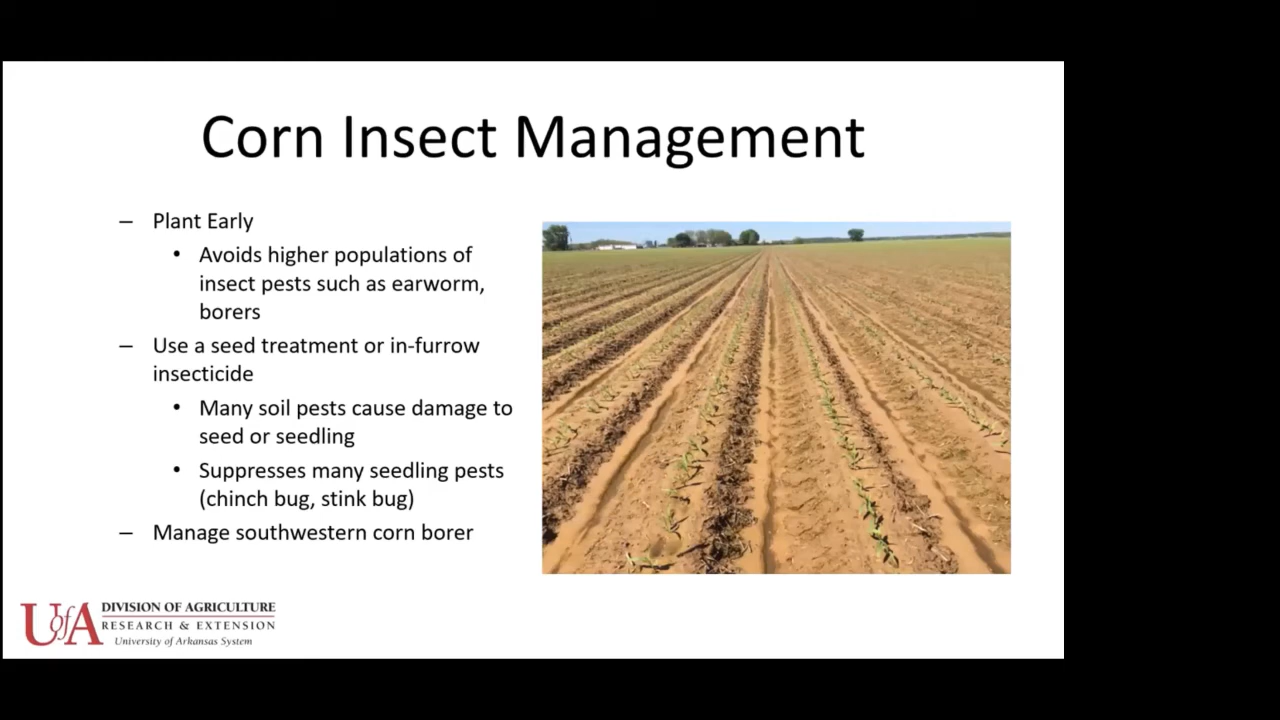 Corn Insect Management
– Plant Early
• Avoids higher populations of
insect pests such as earworm,
borers
– Use a seed treatment or in-furrow
insecticide
• Many soil pests cause damage to
seed or seedling
• Suppresses many seedling pests
(chinch bug, stink bug)
– Manage southwestern corn borer
UofA DIVISION OF AGRICULTURE
RESEARCH & EXTENSION
University of Arkansas System